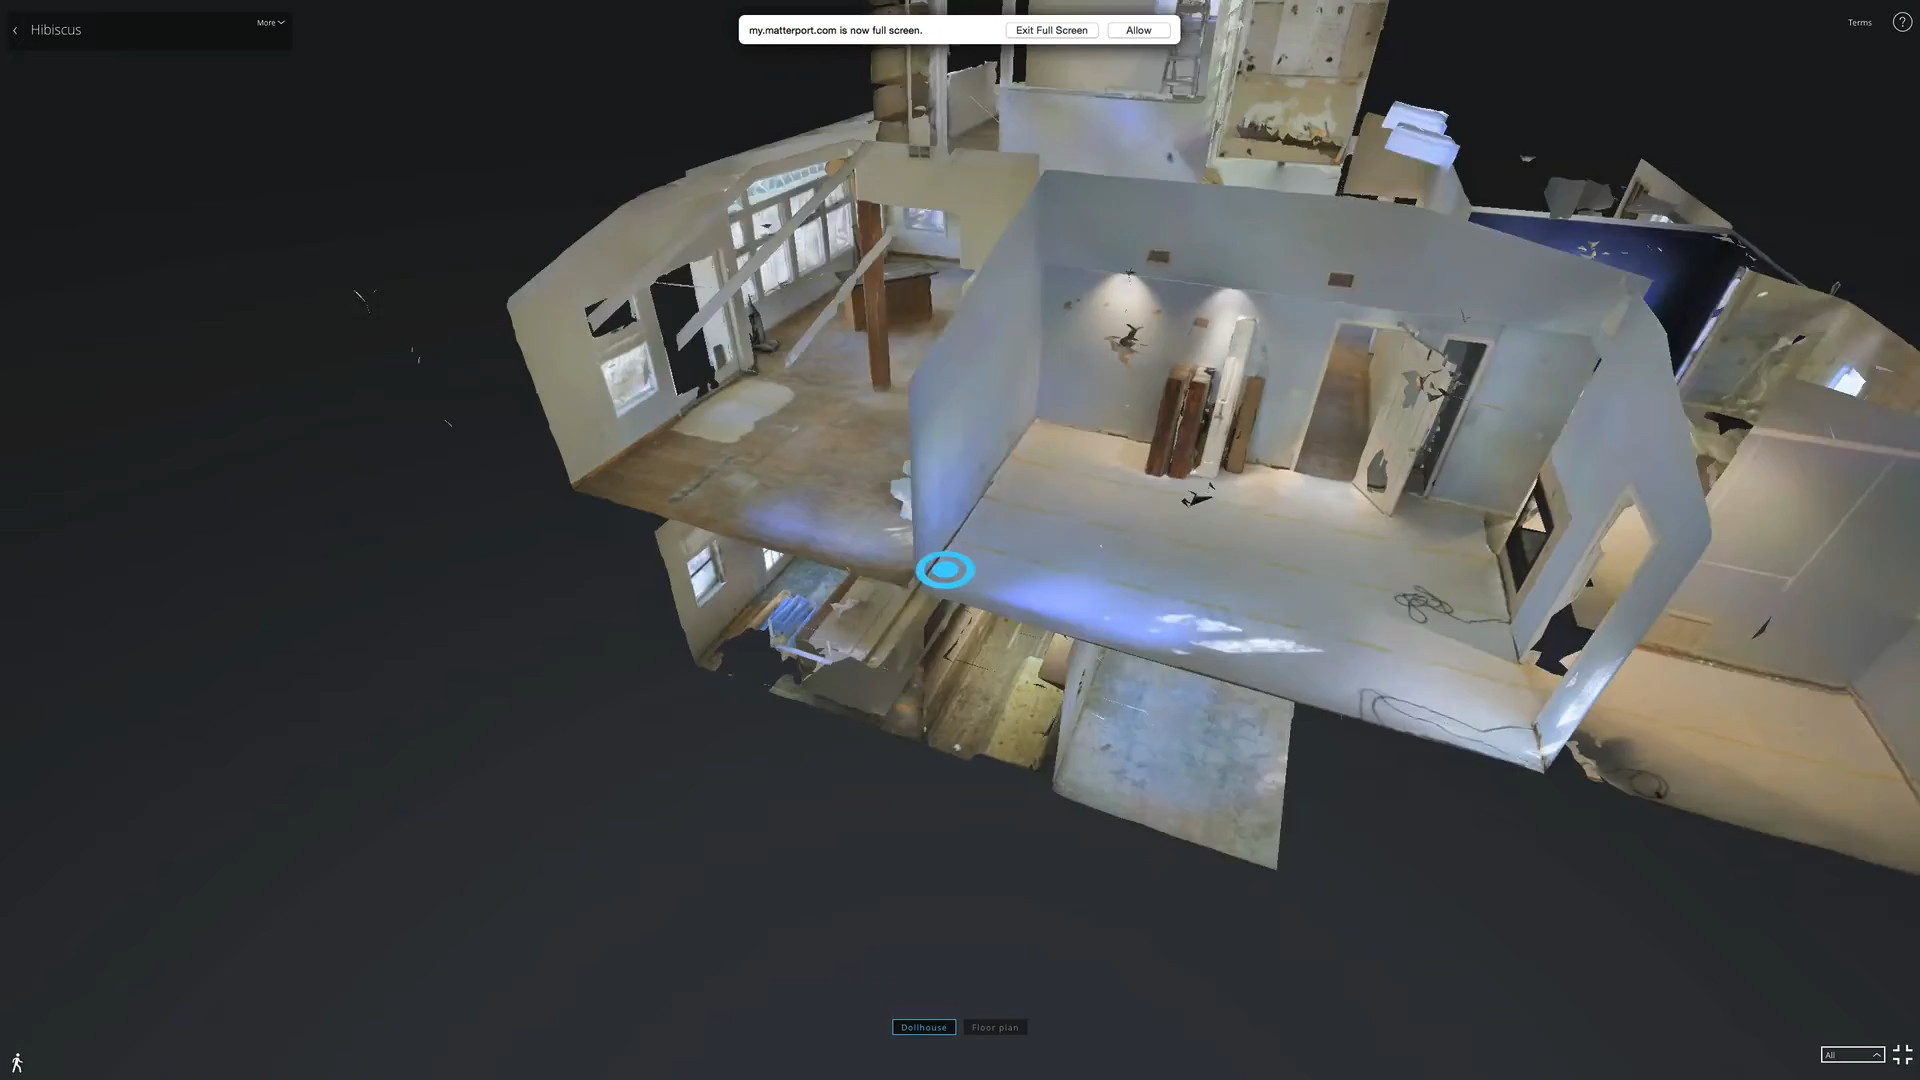 Hibiscus
More
my.matterport.com is now full screen.
Exit Full Screen
Allow
Terms
?
Dollhouse
Floor plan
All